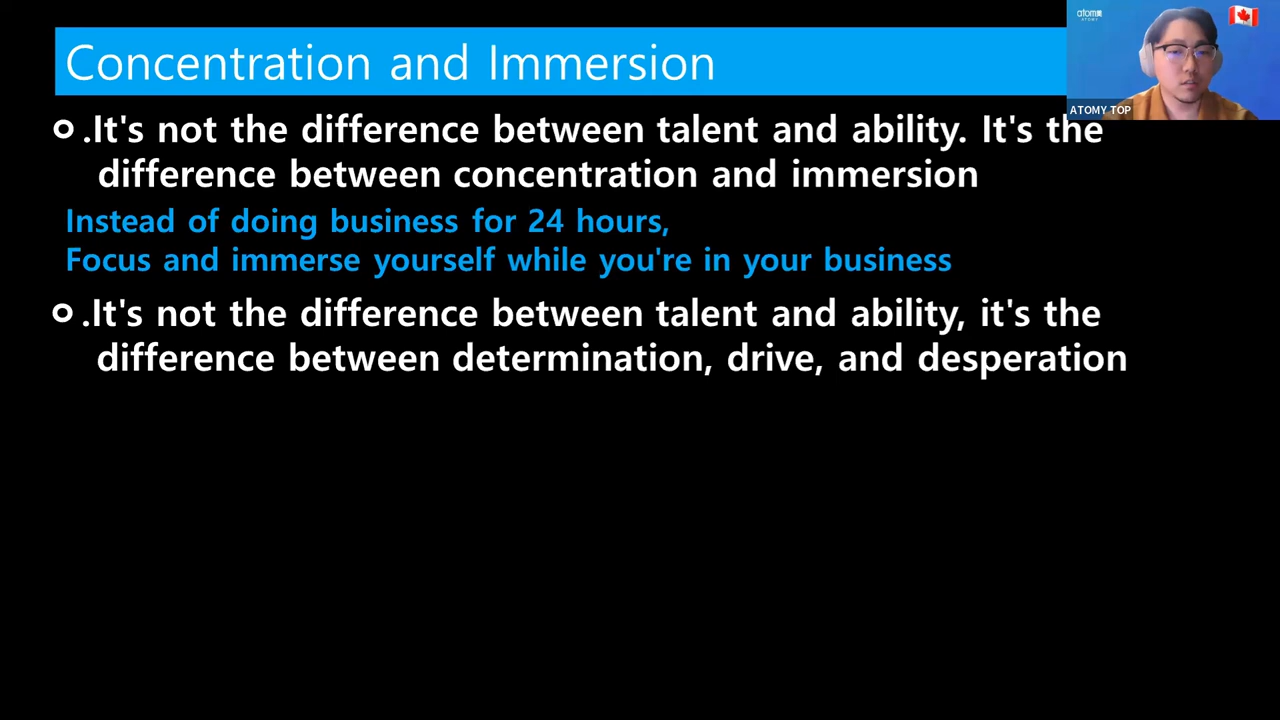 Concentration and Immersion
.It's not the difference between talent and ability. It's the
difference between concentration and immersion
Instead of doing business for 24 hours,
Focus and immerse yourself while you're in your business
.It's not the difference between talent and ability, it's the
difference between determination, drive, and desperation
atomy
ATOMY TOP